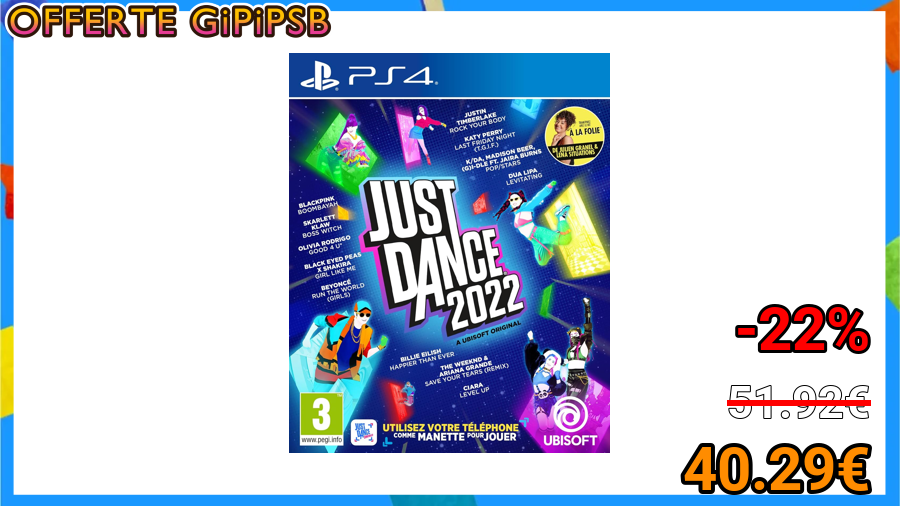 OFFERTE GiPiPSB
PS4
JUSTIN
TIMBERLAKE
ROCK YOUR BODY
KATY PERRY
LAST FRIDAY NIGHT
(T.G.I.F.)
K/DA, MADISON BEER,
(G)I-DLE FT. JAIRA BURNS
POP/STARS
DUA LIPA
LEVITATING
À LA FOLIE
DE JULIEN GRANEL &
LENA SITUATIONS
BLACKPINK
BOOMBAYAH
SKARLETT
KLAW
BOSS WITCH
OLIVIA RODRIGO
GOOD 4 U
BLACK EYED PEAS
X SHAKIRA
GIRL LIKE ME
BEYONCÉ
RUN THE WORLD
(GIRLS)
JUST
DANCE
2022
A UBISOFT ORIGINAL
BILLIE EILISH
HAPPIER THAN EVER
THE WEEKND &
ARIANA GRANDE
SAVE YOUR TEARS (REMIX)
CIARA
LEVEL UP
3
www.pegi.info
JUST
DANCE
UTILISEZ VOTRE TÉLÉPHONE
COMME MANETTE POUR JOUER
UBISOFT
-22%
51.92€
40.29€